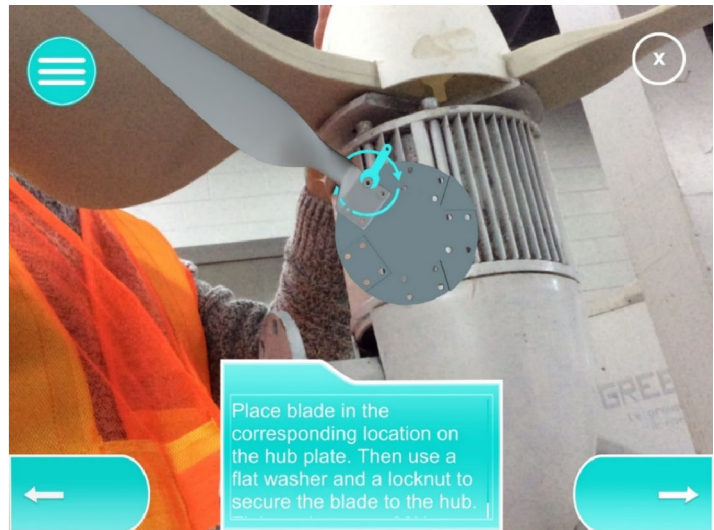 X
Place blade in the
corresponding location on
the hub plate. Then use a
flat washer and a locknut to
secure the blade to the hub.